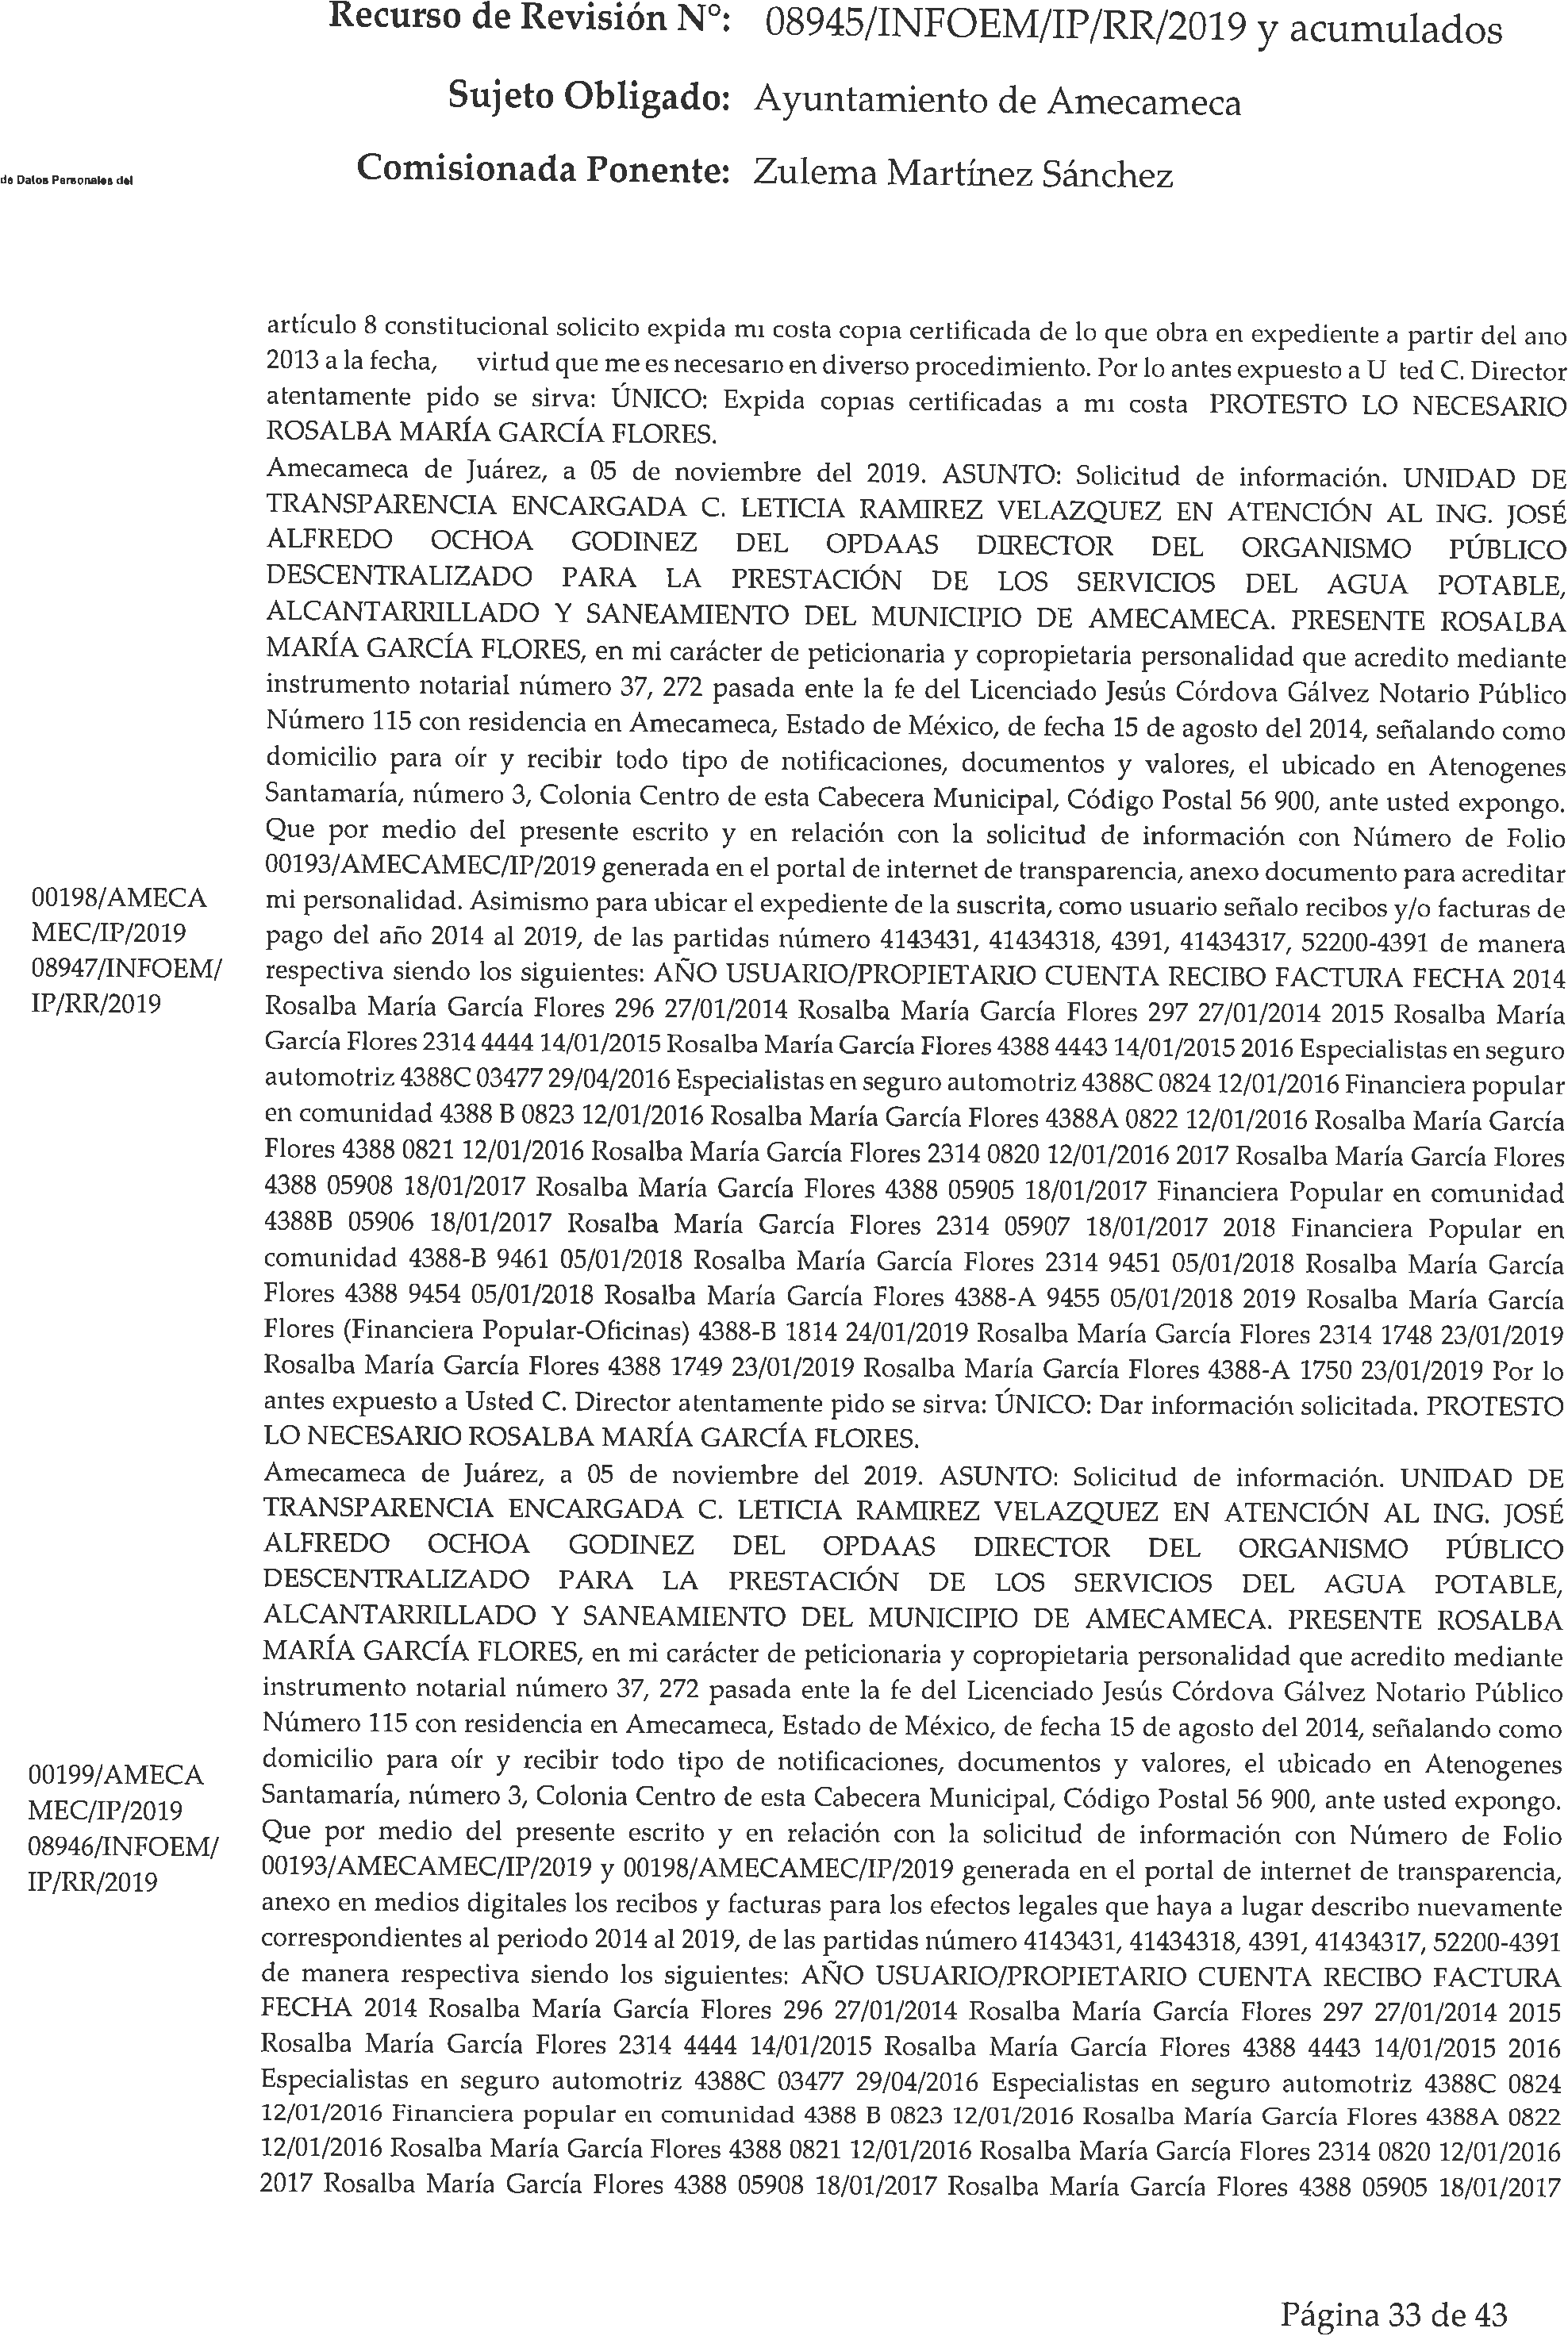 Recurso de Revisión N°: 08945/INFOEM/IP/RR/2019 y acumulados
Sujeto Obligado: Ayuntamiento de Amecameca
de Datos Personales del
Comisionada Ponente: Zulema Martínez Sánchez
artículo 8 constitucional solicito expida mi costa copia certificada de lo que obra en expediente a partir del ano
2013 a la fecha, virtud que me es necesario en diverso procedimiento. Por lo antes expuesto a U ted C. Director
atentamente pido se sirva: ÚNICO: Expida copias certificadas a mi costa PROTESTO LO NECESARIO
ROSALBA MARÍA GARCÍA FLORES.
Amecameca de Juárez, a 05 de noviembre del 2019. ASUNTO: Solicitud de información. UNIDAD DE
TRANSPARENCIA ENCARGADA C. LETICIA RAMIREZ VELAZQUEZ EN ATENCIÓN AL ING. JOSÉ
ALFREDO OCHOA GODINEZ DEL OPDAAS DIRECTOR DEL ORGANISMO PÚBLICO
DESCENTRALIZADO PARA LA PRESTACIÓN DE LOS SERVICIOS DEL AGUA POTABLE,
ALCANTARRILLADO Y SANEAMIENTO DEL MUNICIPIO DE AMECAMECA. PRESENTE ROSALBA
MARÍA GARCÍA FLORES, en mi carácter de peticionaria y copropietaria personalidad que acredito mediante
instrumento notarial número 37, 272 pasada ente la fe del Licenciado Jesús Córdova Gálvez Notario Público
Número 115 con residencia en Amecameca, Estado de México, de fecha 15 de agosto del 2014, señalando como
domicilio para oír y recibir todo tipo de notificaciones, documentos y valores, el ubicado en Atenogenes
Santamaría, número 3, Colonia Centro de esta Cabecera Municipal, Código Postal 56 900, ante usted expongo.
Que por medio del presente escrito y en relación con la solicitud de información con Número de Folio
00193/AMECAMEC/IP/2019 generada en el portal de internet de transparencia, anexo documento para acreditar
00198/AMECA
MEC/IP/2019
08947/INFOEM/
IP/RR/2019
mi personalidad. Asimismo para ubicar el expediente de la suscrita, como usuario señalo recibos y/o facturas de
pago del año 2014 al 2019, de las partidas número 4143431, 41434318, 4391, 41434317, 52200-4391 de manera
respectiva siendo los siguientes: AÑO USUARIO/PROPIETARIO CUENTA RECIBO FACTURA FECHA 2014
Rosalba María García Flores 296 27/01/2014 Rosalba María García Flores 297 27/01/2014 2015 Rosalba María
García Flores 2314 4444 14/01/2015 Rosalba María García Flores 4388 4443 14/01/2015 2016 Especialistas en seguro
automotriz 4388C 03477 29/04/2016 Especialistas en seguro automotriz 4388C 0824 12/01/2016 Financiera popular
en comunidad 4388 B 0823 12/01/2016 Rosalba María García Flores 4388A 0822 12/01/2016 Rosalba María García
Flores 4388 0821 12/01/2016 Rosalba María García Flores 2314 0820 12/01/2016 2017 Rosalba María García Flores
4388 05908 18/01/2017 Rosalba María García Flores 4388 05905 18/01/2017 Financiera Popular en comunidad
4388B 05906 18/01/2017 Rosalba María García Flores 2314 05907 18/01/2017 2018 Financiera Popular en
comunidad 4388-B 9461 05/01/2018 Rosalba María García Flores 2314 9451 05/01/2018 Rosalba María García
Flores 4388 9454 05/01/2018 Rosalba María García Flores 4388-A 9455 05/01/2018 2019 Rosalba María García
Flores (Financiera Popular-Oficinas) 4388-B 1814 24/01/2019 Rosalba María García Flores 2314 1748 23/01/2019
Rosalba María García Flores 4388 1749 23/01/2019 Rosalba María García Flores 4388-A 1750 23/01/2019 Por lo
antes expuesto a Usted C. Director atentamente pido se sirva: ÚNICO: Dar información solicitada. PROTESTO
LO NECESARIO ROSALBA MARÍA GARCÍA FLORES.
Amecameca de Juárez, a 05 de noviembre del 2019. ASUNTO: Solicitud de información. UNIDAD DE
TRANSPARENCIA ENCARGADA C. LETICIA RAMIREZ VELAZQUEZ EN ATENCIÓN AL ING. JOSÉ
ALFREDO OCHOA GODINEZ DEL OPDAAS DIRECTOR DEL ORGANISMO PÚBLICO
DESCENTRALIZADO PARA LA PRESTACIÓN DE LOS SERVICIOS DEL AGUA POTABLE,
ALCANTARRILLADO Y SANEAMIENTO DEL MUNICIPIO DE AMECAMECA. PRESENTE ROSALBA
MARÍA GARCÍA FLORES, en mi carácter de peticionaria y copropietaria personalidad que acredito mediante
instrumento notarial número 37, 272 pasada ente la fe del Licenciado Jesús Córdova Gálvez Notario Público
Número 115 con residencia en Amecameca, Estado de México, de fecha 15 de agosto del 2014, señalando como
domicilio para oír y recibir todo tipo de notificaciones, documentos y valores, el ubicado en Atenogenes
00199/AMECA
MEC/IP/2019
08946/INFOEM/
IP/RR/2019
Santamaría, número 3, Colonia Centro de esta Cabecera Municipal, Código Postal 56 900, ante usted expongo.
Que por medio del presente escrito y en relación con la solicitud de información con Número de Folio
00193/AMECAMEC/IP/2019 y 00198/AMECAMEC/IP/2019 generada en el portal de internet de transparencia,
anexo en medios digitales los recibos y facturas para los efectos legales que haya a lugar describo nuevamente
correspondientes al periodo 2014 al 2019, de las partidas número 4143431, 41434318, 4391, 41434317, 52200-4391
de manera respectiva siendo los siguientes: AÑO USUARIO/PROPIETARIO CUENTA RECIBO FACTURA
FECHA 2014 Rosalba María García Flores 296 27/01/2014 Rosalba María García Flores 297 27/01/2014 2015
Rosalba María García Flores 2314 4444 14/01/2015 Rosalba María García Flores 4388 4443 14/01/2015 2016
Especialistas en seguro automotriz 4388C 03477 29/04/2016 Especialistas en seguro automotriz 4388C 0824
12/01/2016 Financiera popular en comunidad 4388 B 0823 12/01/2016 Rosalba María García Flores 4388A 0822
12/01/2016 Rosalba María García Flores 4388 0821 12/01/2016 Rosalba María García Flores 2314 0820 12/01/2016
2017 Rosalba María García Flores 4388 05908 18/01/2017 Rosalba María García Flores 4388 05905 18/01/2017
Página 33 de 43